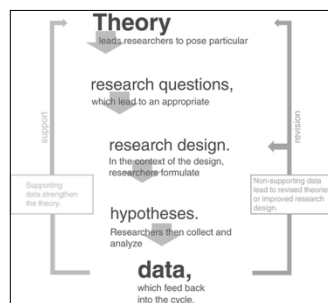 Theory
leads researchers to pose particular
research questions,
which lead to an appropriate
research design.
In the context of the design,
researchers formulate
hypotheses.
Researchers then collect and
analyze
data,
which feed back
into the cycle.
support
Supporting
data strengthen
the theory.
revision
Non-supporting data
lead to revised theories
or improved research
design.